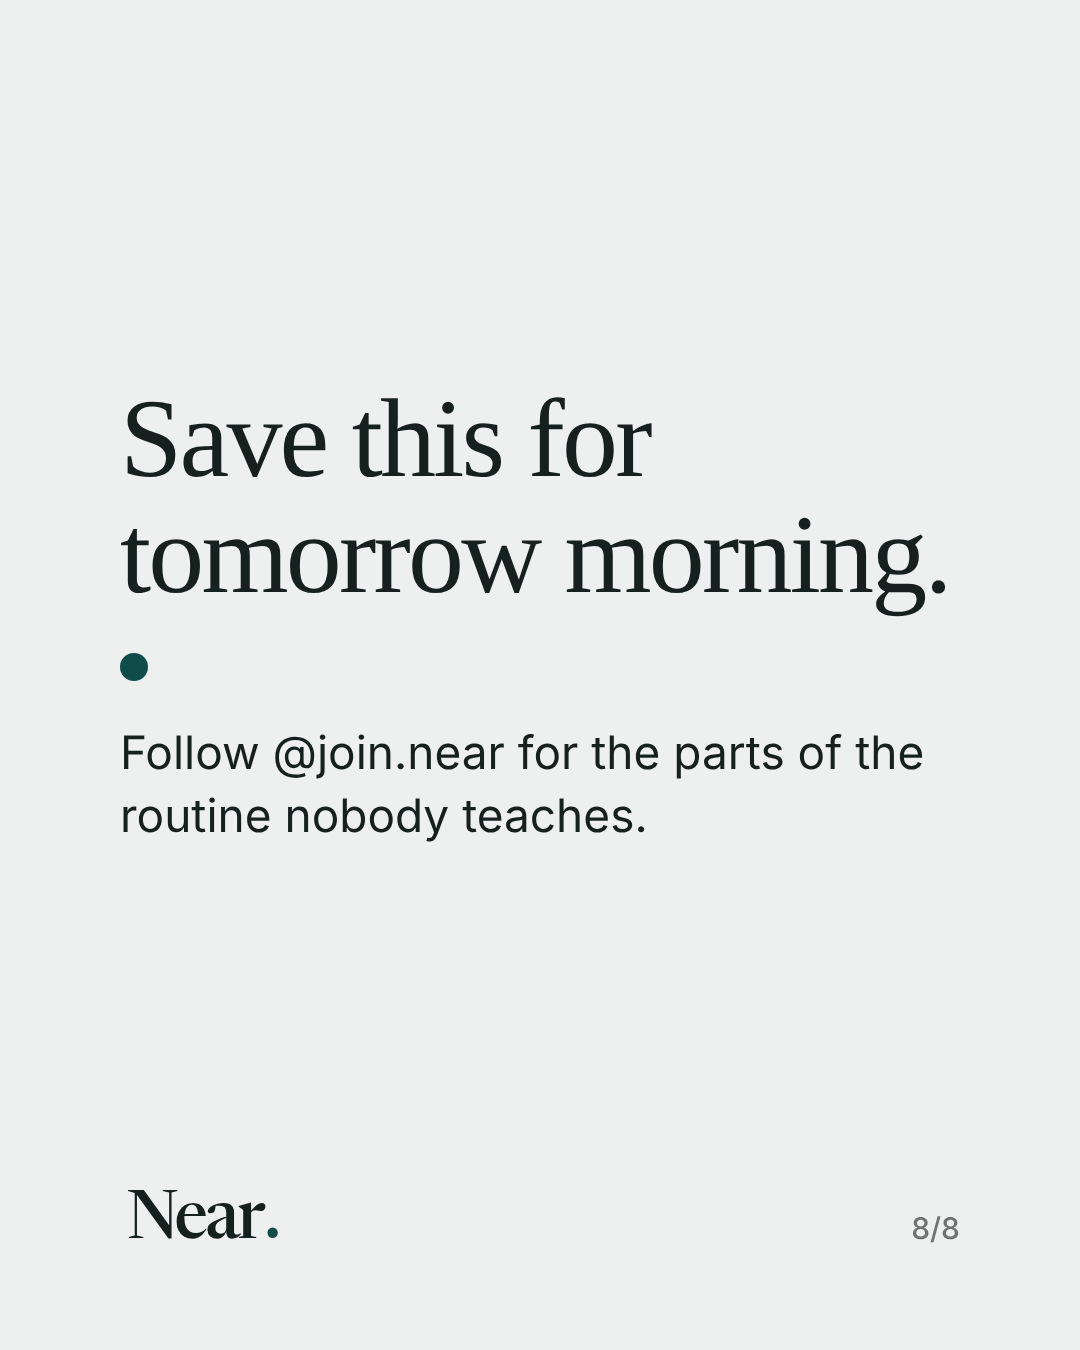 Save this for
tomorrow morning.
Follow @join.near for the parts of the
routine nobody teaches.
Near.
8/8